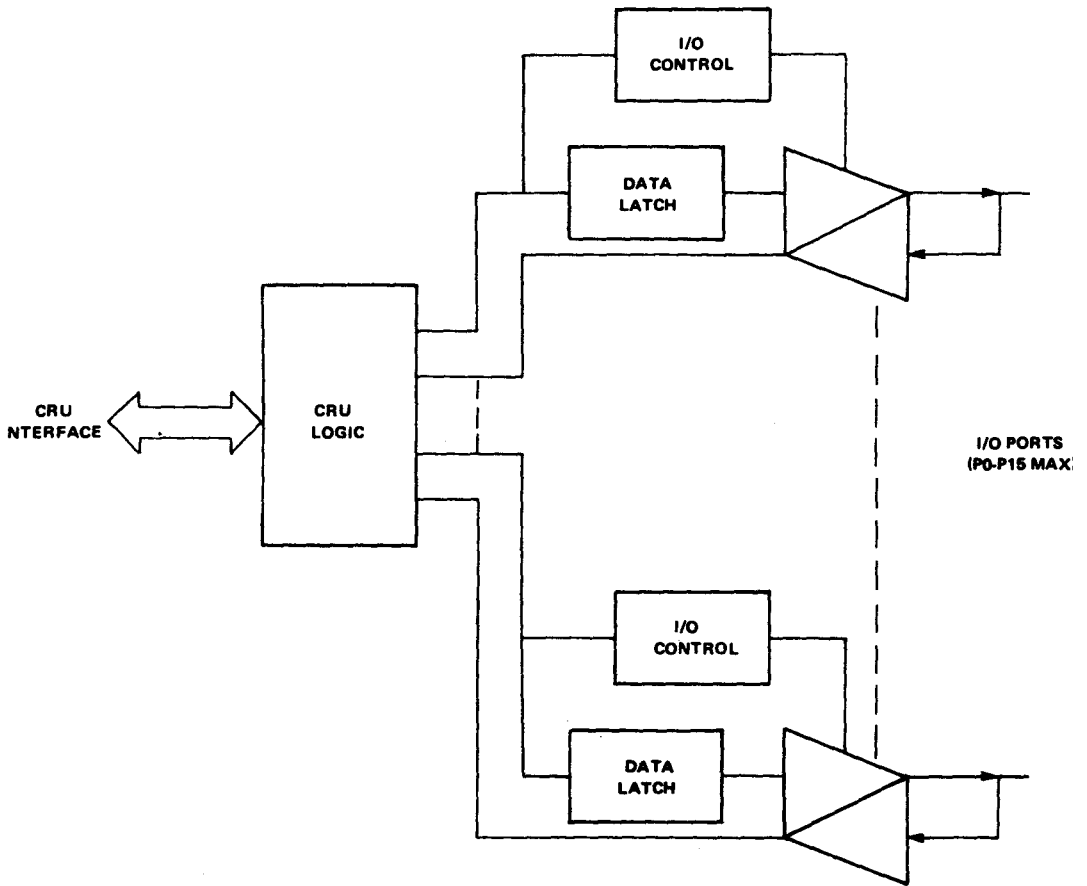 I/O
CONTROL
DATA
LATCH
CRU
NTERFACE
CRU
LOGIC
I/O PORTS
(P0-P15 MAX)
I/O
CONTROL
DATA
LATCH